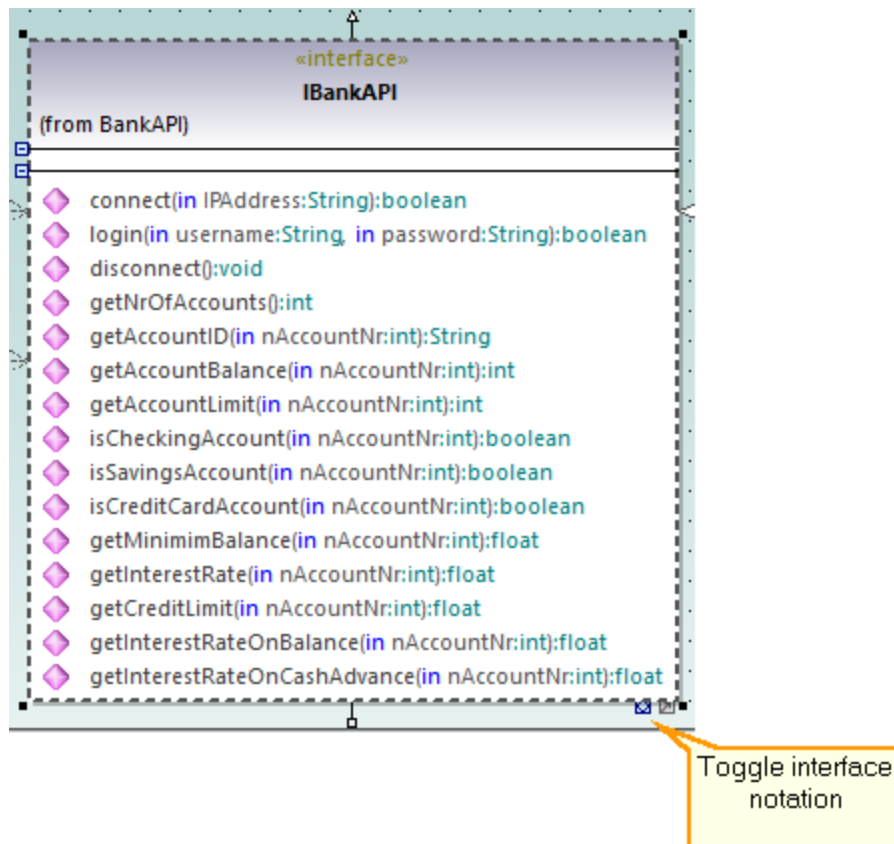 «interface»
IBankAPI
(from BankAPI)
connect(in IPAddress:String):boolean
login(in username:String, in password:String):boolean
disconnect():void
getNrOfAccounts():int
getAccountID(in nAccountNr:int):String
getAccountBalance(in nAccountNr:int):int
getAccountLimit(in nAccountNr:int):int
isCheckingAccount(in nAccountNr:int):boolean
isSavingsAccount(in nAccountNr:int):boolean
isCreditCardAccount(in nAccountNr:int):boolean
getMinimimBalance(in nAccountNr:int):float
getInterestRate(in nAccountNr:int):float
getCreditLimit(in nAccountNr:int):float
getInterestRateOnBalance(in nAccountNr:int):float
getInterestRateOnCashAdvance(in nAccountNr:int):float
Toggle interface
notation